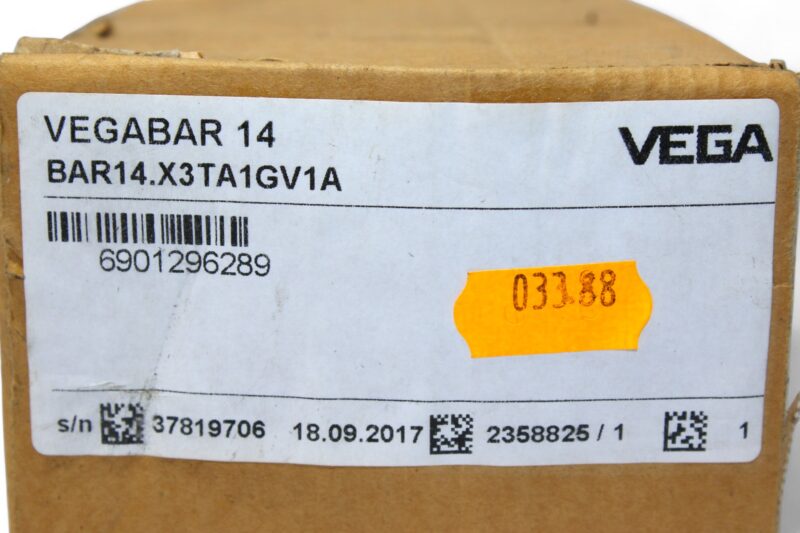 VEGABAR 14
VEGA
BAR14.X3TA1GV1A
6901296289
03388
s/n 37819706 18.09.2017 2358825 / 1 1